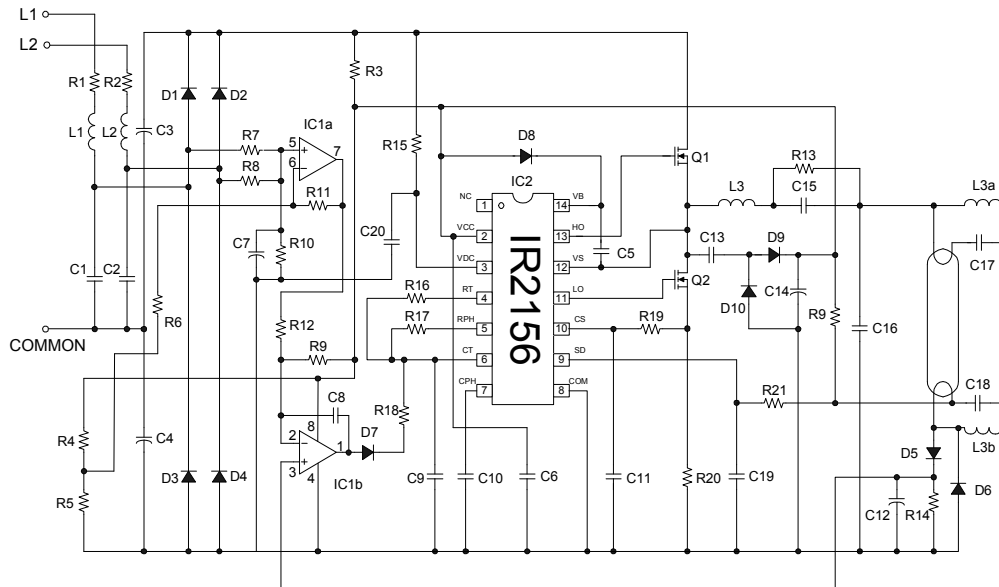 L1
L2
R1
R2
R3
D1
D2
IC1a
L1
L2
C3
R7
5
7
R15
D8
Q1
R13
6
R8
R11
IC2
L3
C15
L3a
NC
1
14
VB
C7
R10
C20
VCC
2
13
HO
C5
C13
D9
C17
C1
C2
VDC
3
12
VS
Q2
R6
R16
RT
4
11
LO
D10
C14
R9
C16
COMMON
R12
R17
RPH
5
10
CS
R19
R9
CT
6
9
SD
IR2156
C8
R18
CPH
7
8
COM
R21
C18
R4
C4
2
8
1
D7
L3b
3
4
IC1b
D3
D4
C9
C10
C6
C11
R20
C19
D5
D6
R5
C12
R14